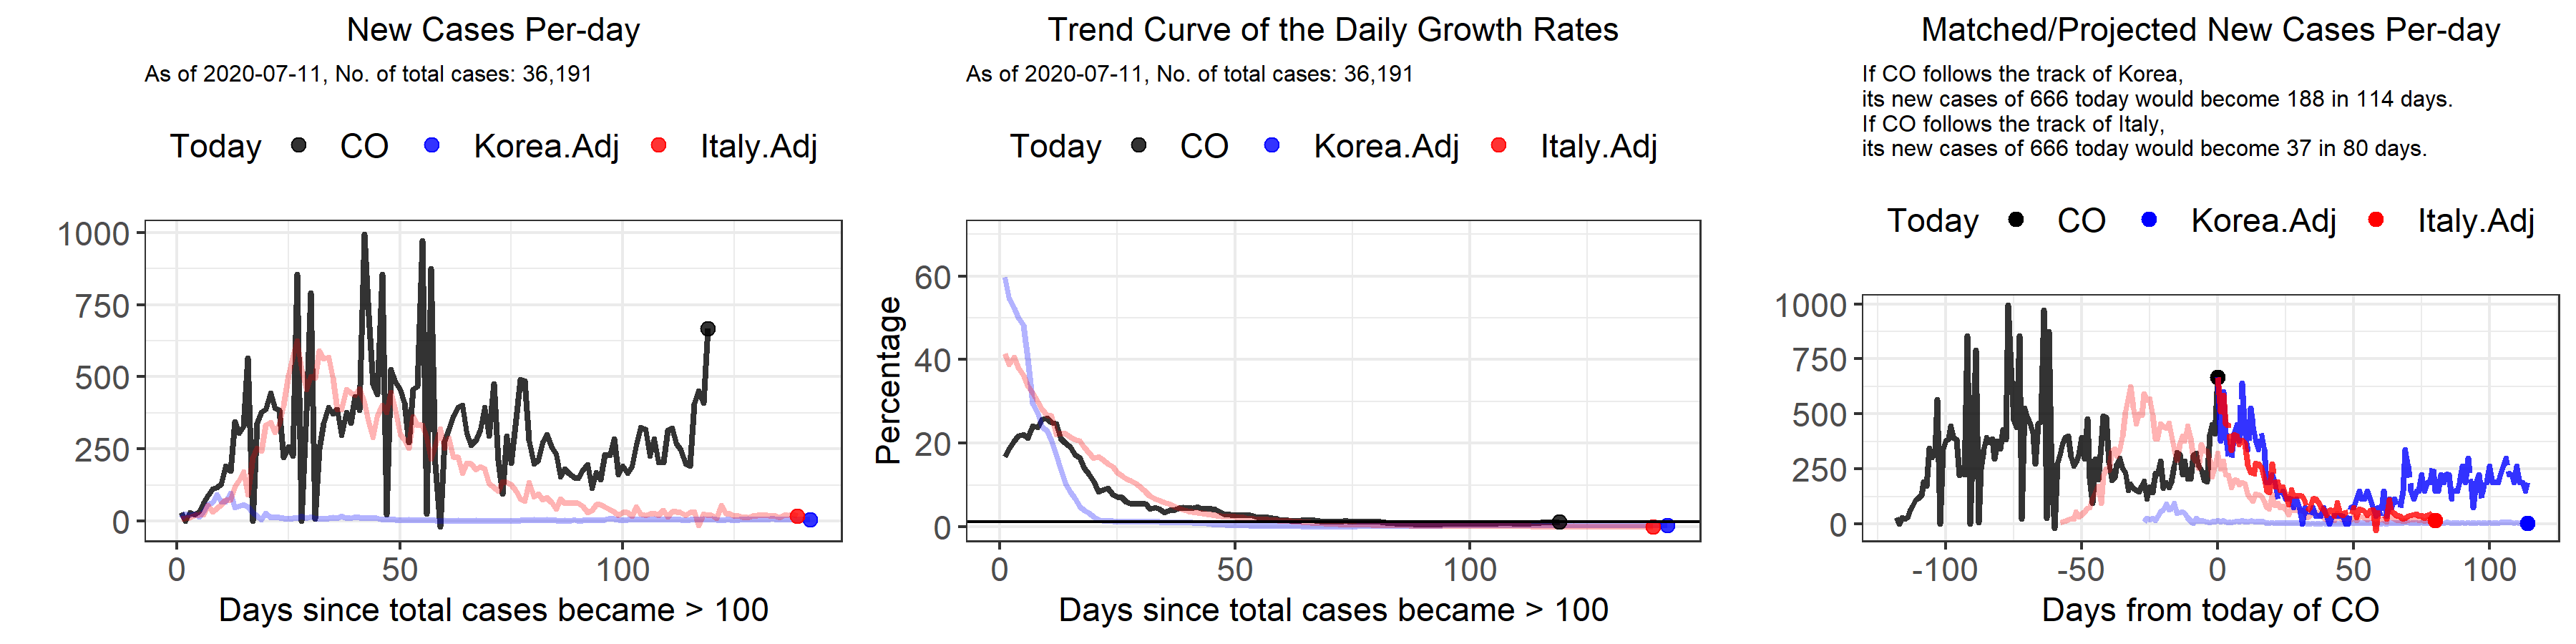 New Cases Per-day
As of 2020-07-11, No. of total cases: 36,191
Today CO Korea.Adj Italy.Adj
1000
750
500
250
0
0 50 100
Days since total cases became > 100
Trend Curve of the Daily Growth Rates
As of 2020-07-11, No. of total cases: 36,191
Today CO Korea.Adj Italy.Adj
Percentage
60
40
20
0
0 50 100
Days since total cases became > 100
Matched/Projected New Cases Per-day
If CO follows the track of Korea,
its new cases of 666 today would become 188 in 114 days.
If CO follows the track of Italy,
its new cases of 666 today would become 37 in 80 days.
Today CO Korea.Adj Italy.Adj
1000
750
500
250
0
-100 -50 0 50 100
Days from today of CO